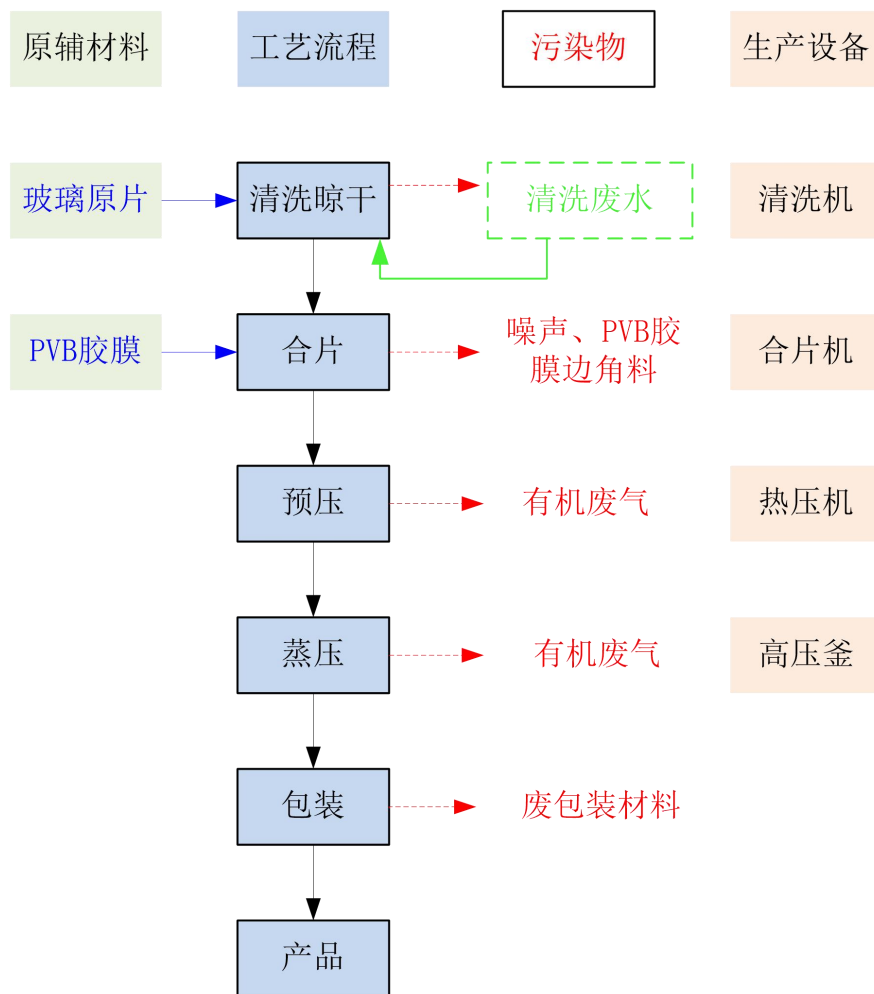 原辅材料 工艺流程 污染物 生产设备
玻璃原片 清洗晾干 清洗废水 清洗机
PVB胶膜 合片 噪声、PVB胶
膜边角料 合片机
预压 有机废气 热压机
蒸压 有机废气 高压釜
包装 废包装材料
产品